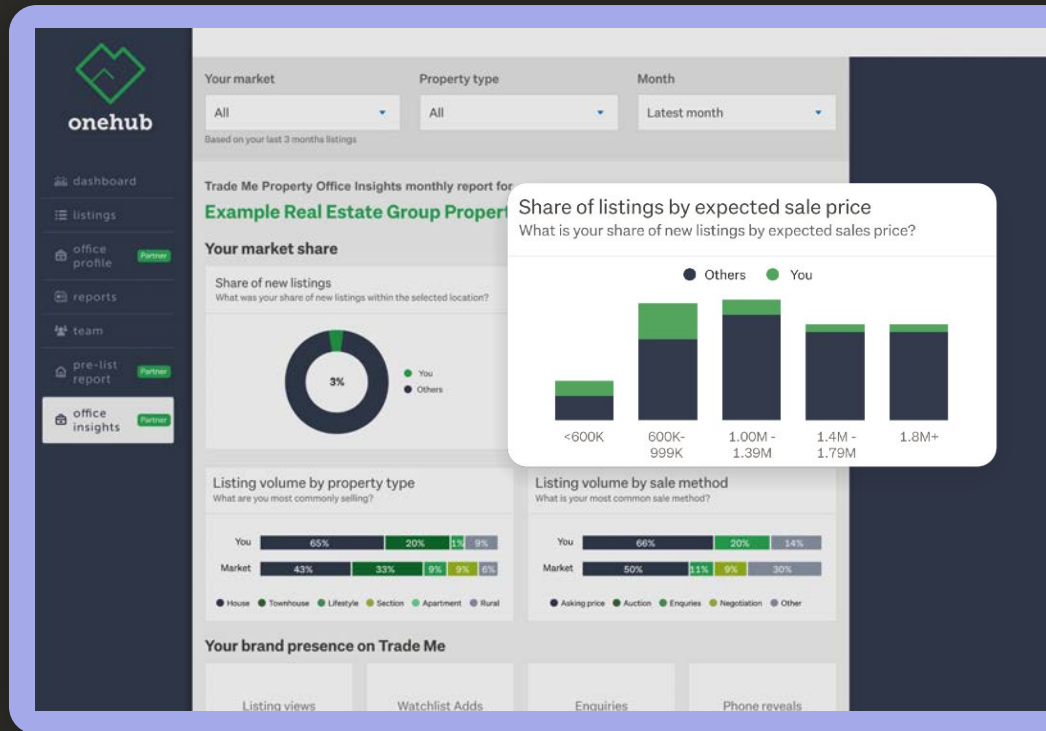 onehub
dashboard
listings
office profile Partner
reports
team
pre-list report Partner
office insights Partner
Your market
Property type
Month
All
All
Latest month
Based on your last 3 months listings
Trade Me Property Office Insights monthly report for
Example Real Estate Group Propert
Your market share
Share of new listings
What was your share of new listings within the selected location?
3%
You
Others
Share of listings by expected sale price
What is your share of new listings by expected sales price?
Others You
<600K
600K-
999K
1.00M -
1.39M
1.4M -
1.79M
1.8M+
Listing volume by property type
What are you most commonly selling?
You 65% 20% 1% 9%
Market 43% 33% 9% 9% 6%
House Townhouse Lifestyle Section Apartment Rural
Listing volume by sale method
What is your most common sale method?
You 66% 20% 14%
Market 50% 11% 9% 30%
Asking price Auction Enquries Negotiation Other
Your brand presence on Trade Me
Listing views
Watchlist Adds
Enquiries
Phone reveals